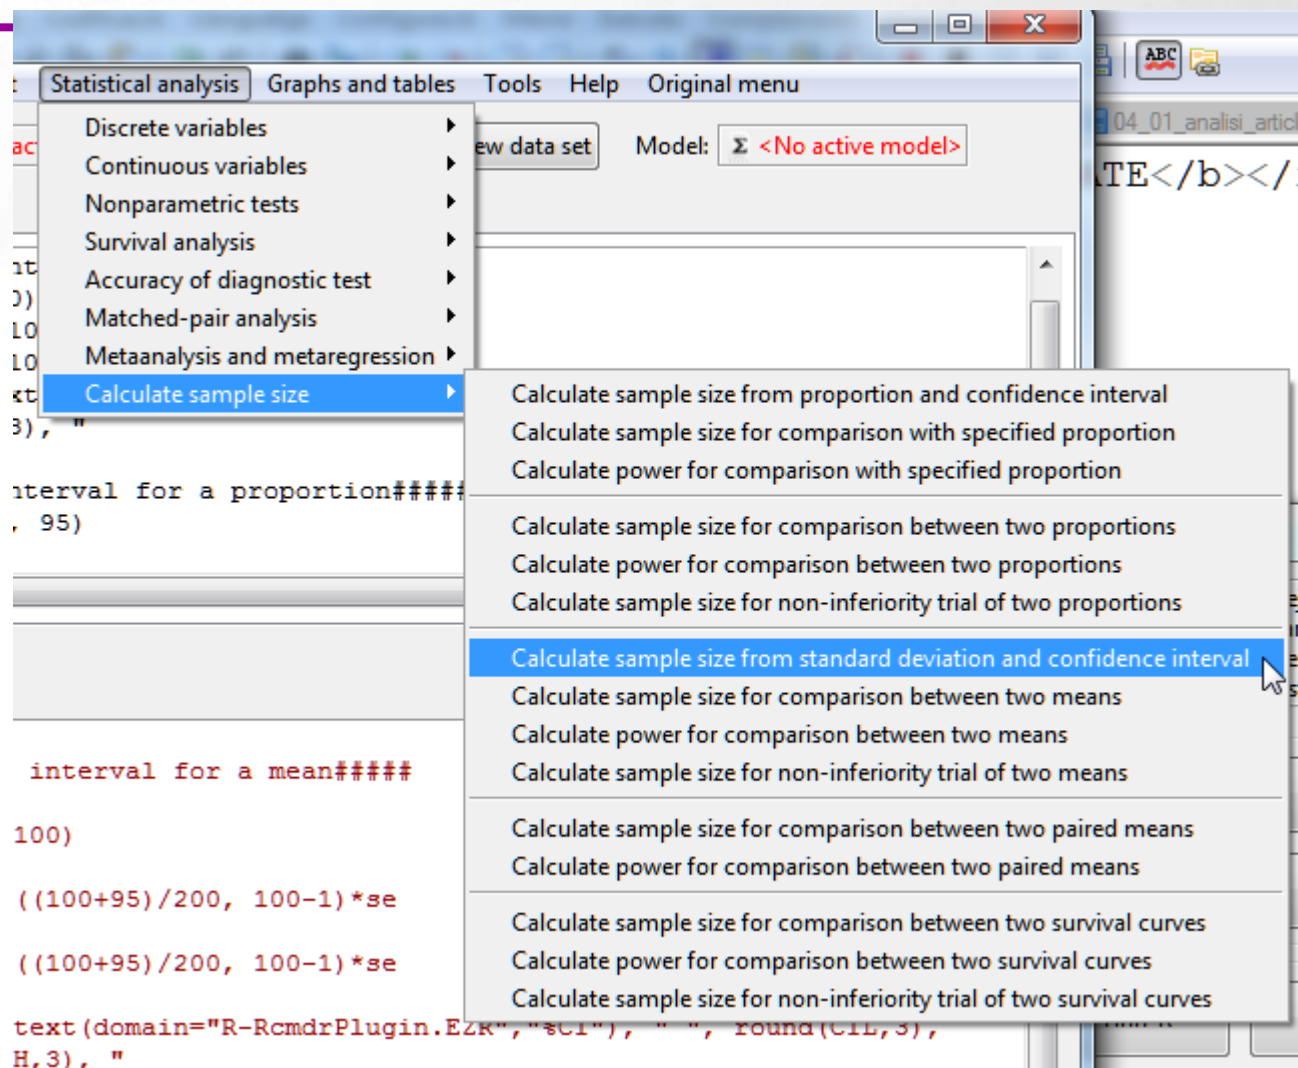 Statistical analysis Graphs and tables Tools Help Original menu
ABC
Discrete variables
Continuous variables
Nonparametric tests
Survival analysis
Accuracy of diagnostic test
Matched-pair analysis
Metaanalysis and metaregression
Calculate sample size
ew data set Model: Σ <No active model>
04_01_analisi_artic
TE</b></
Calculate sample size from proportion and confidence interval
Calculate sample size for comparison with specified proportion
Calculate power for comparison with specified proportion
Calculate sample size for comparison between two proportions
Calculate power for comparison between two proportions
Calculate sample size for non-inferiority trial of two proportions
Calculate sample size from standard deviation and confidence interval
Calculate sample size for comparison between two means
Calculate power for comparison between two means
Calculate sample size for non-inferiority trial of two means
Calculate sample size for comparison between two paired means
Calculate power for comparison between two paired means
Calculate sample size for comparison between two survival curves
Calculate power for comparison between two survival curves
Calculate sample size for non-inferiority trial of two survival curves
), "
nterval for a proportion#####
, 95)
interval for a mean#####
100)
((100+95)/200, 100-1)*se
((100+95)/200, 100-1)*se
text(domain="R-RcmdrPlugin.EZR","%CI"), " ", round(CIL,3),
H,3), "